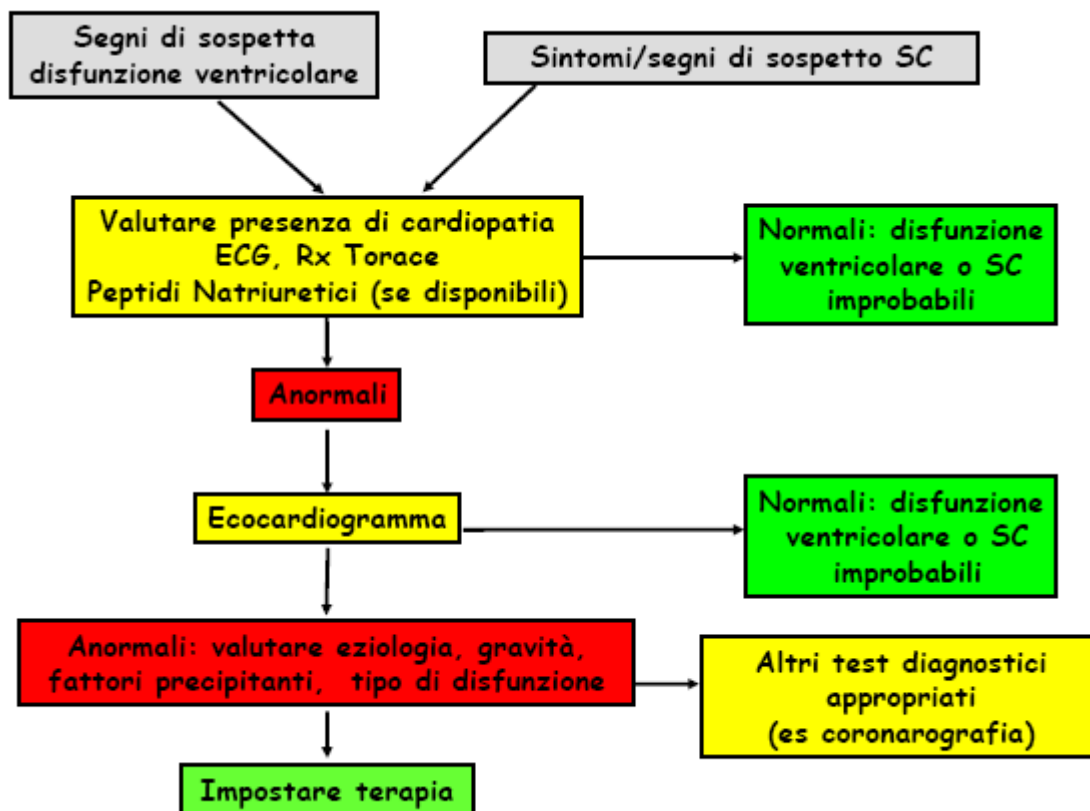 Segni di sospetta
disfunzione ventricolare
Sintomi/segni di sospetto SC
Valutare presenza di cardiopatia
ECG, Rx Torace
Peptidi Natriuretici (se disponibili)
Normali: disfunzione
ventricolare o SC
improbabili
Anormali
Ecocardiogramma
Normali: disfunzione
ventricolare o SC
improbabili
Anormali: valutare eziologia, gravità,
fattori precipitanti, tipo di disfunzione
Altri test diagnostici
appropriati
(es coronarografia)
Impostare terapia